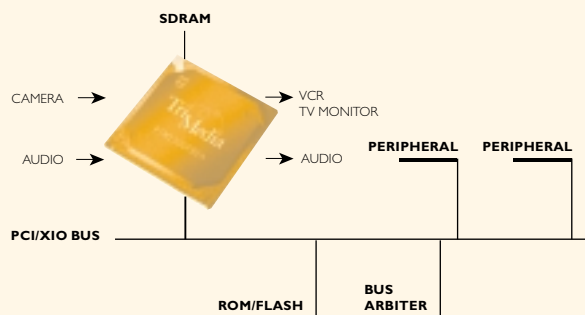 SDRAM
CAMERA
VCR
TV MONITOR
TriMedia
AUDIO
AUDIO
PERIPHERAL
PERIPHERAL
PCI/XIO BUS
ROM/FLASH
BUS
ARBITER